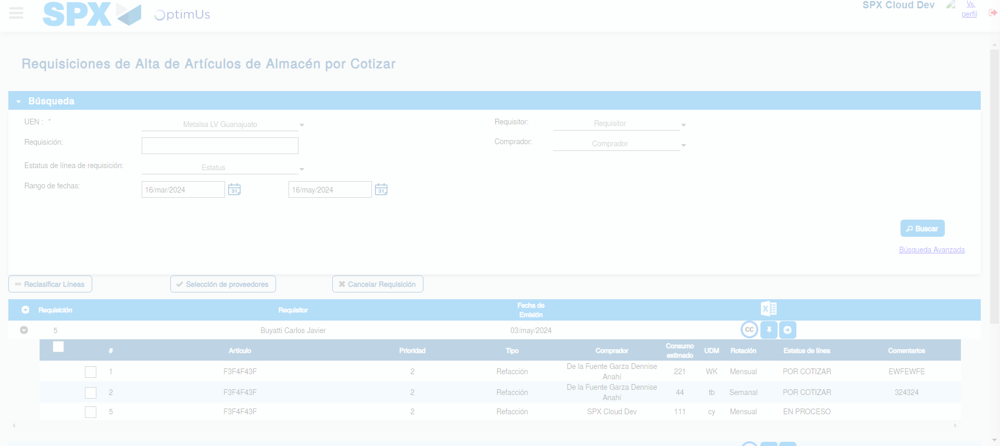 SPX OptimUs
SPX Cloud Dev
perfil
Requisiciones de Alta de Artículos de Almacén por Cotizar
Búsqueda
UEN : * Metalsa LV Guanajuato Requisitor: Requisitor
Requisición: Comprador: Comprador
Estatus de línea de requisición: Estatus
Rango de fechas: 16/mar/2024 31 16/may/2024 31
Buscar
Búsqueda Avanzada
Reclasificar Líneas Selección de proveedores Cancelar Requisición
Requisición Requisitor Fecha de
Emisión
5 Buyatti Carlos Javier 03/may/2024 CC
# Artículo Prioridad Tipo Comprador Consumo
estimado UDM Rotación Estatus de línea Comentarios
1 F3F4F43F 2 Refacción De la Fuente Garza Dennise
Anahí 221 WK Mensual POR COTIZAR EWFEWFE
2 F3F4F43F 2 Refacción De la Fuente Garza Dennise
Anahí 44 tb Semanal POR COTIZAR 324324
5 F3F4F43F 2 Refacción SPX Cloud Dev 111 cy Mensual EN PROCESO